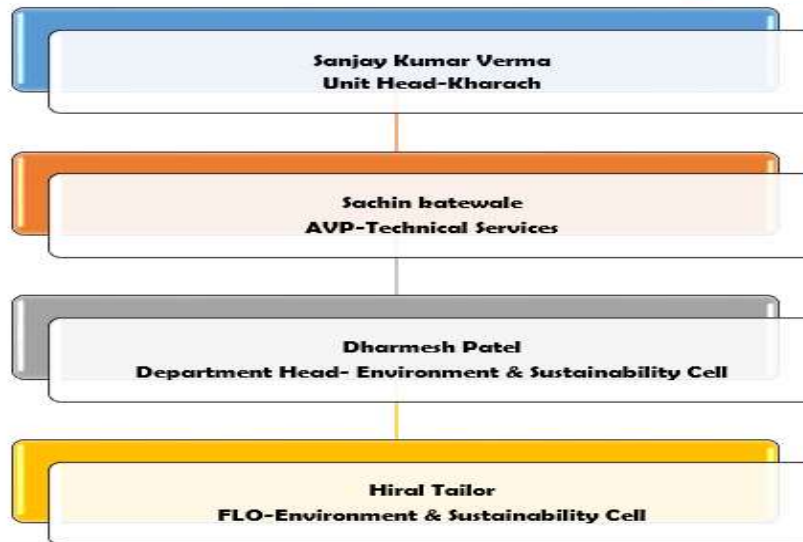 Sanjay Kumar Verma
Unit Head-Kharach
Sachin katewale
AVP-Technical Services
Dharmesh Patel
Department Head- Environment & Sustainability Cell
Hiral Tailor
FLO-Environment & Sustainability Cell